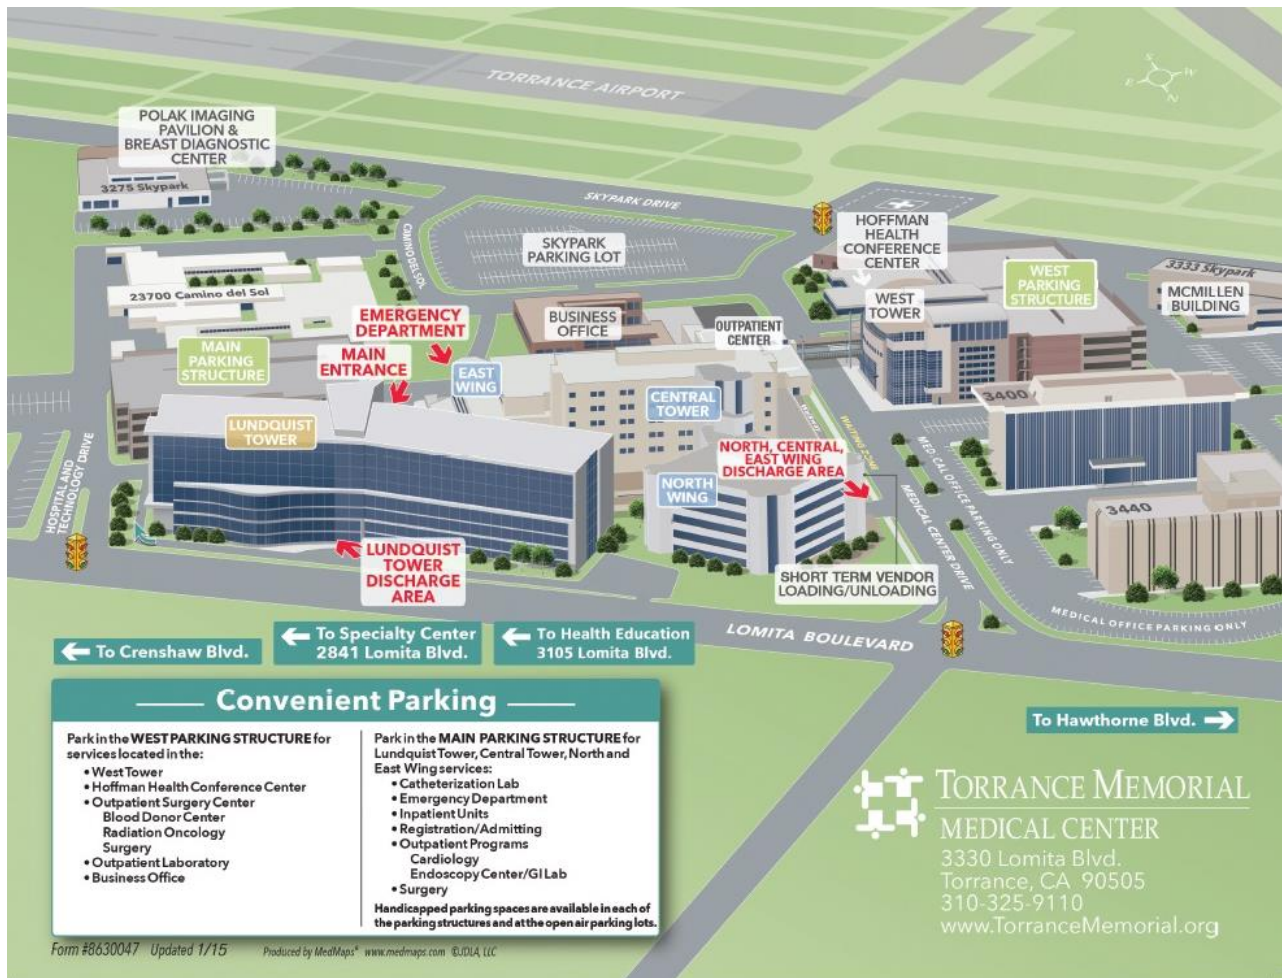 TORRANCE AIRPORT
S
E
W
N
POLAK IMAGING
PAVILION &
BREAST DIAGNOSTIC
CENTER
3275 Skypark
SKYPARK DRIVE
CAMINO DEL SOL
SKYPARK
PARKING LOT
HOFFMAN
HEALTH
CONFERENCE
CENTER
WEST
PARKING
STRUCTURE
3333 Skypark
MCMILLEN
BUILDING
23700 Camino del Sol
EMERGENCY
DEPARTMENT
BUSINESS
OFFICE
OUTPATIENT
CENTER
WEST
TOWER
MAIN
PARKING
STRUCTURE
MAIN
ENTRANCE
EAST
WING
CENTRAL
TOWER
3400
LUNDQUIST
TOWER
WAITING ZONE
NORTH, CENTRAL,
EAST WING
DISCHARGE AREA
NORTH
WING
MEDICAL OFFICE PARKING ONLY
MEDICAL CENTER DRIVE
3440
HOSPITAL AND
TECHNOLOGY DRIVE
LUNDQUIST
TOWER
DISCHARGE
AREA
SHORT TERM VENDOR
LOADING/UNLOADING
MEDICAL OFFICE PARKING ONLY
LOMITA BOULEVARD
To Crenshaw Blvd.
To Specialty Center
2841 Lomita Blvd.
To Health Education
3105 Lomita Blvd.
To Hawthorne Blvd.
Convenient Parking
Park in the WEST PARKING STRUCTURE for
services located in the:
• West Tower
• Hoffman Health Conference Center
• Outpatient Surgery Center
Blood Donor Center
Radiation Oncology
Surgery
• Outpatient Laboratory
• Business Office
Park in the MAIN PARKING STRUCTURE for
Lundquist Tower, Central Tower, North and
East Wing services:
• Catheterization Lab
• Emergency Department
• Inpatient Units
• Registration/Admitting
• Outpatient Programs
Cardiology
Endoscopy Center/GI Lab
• Surgery
Handicapped parking spaces are available in each of
the parking structures and at the open air parking lots.
TORRANCE MEMORIAL
MEDICAL CENTER
3330 Lomita Blvd.
Torrance, CA 90505
310-325-9110
www.TorranceMemorial.org
Form #8630047 Updated 1/15 Produced by MedMaps® www.medmaps.com ©JDLA, LLC